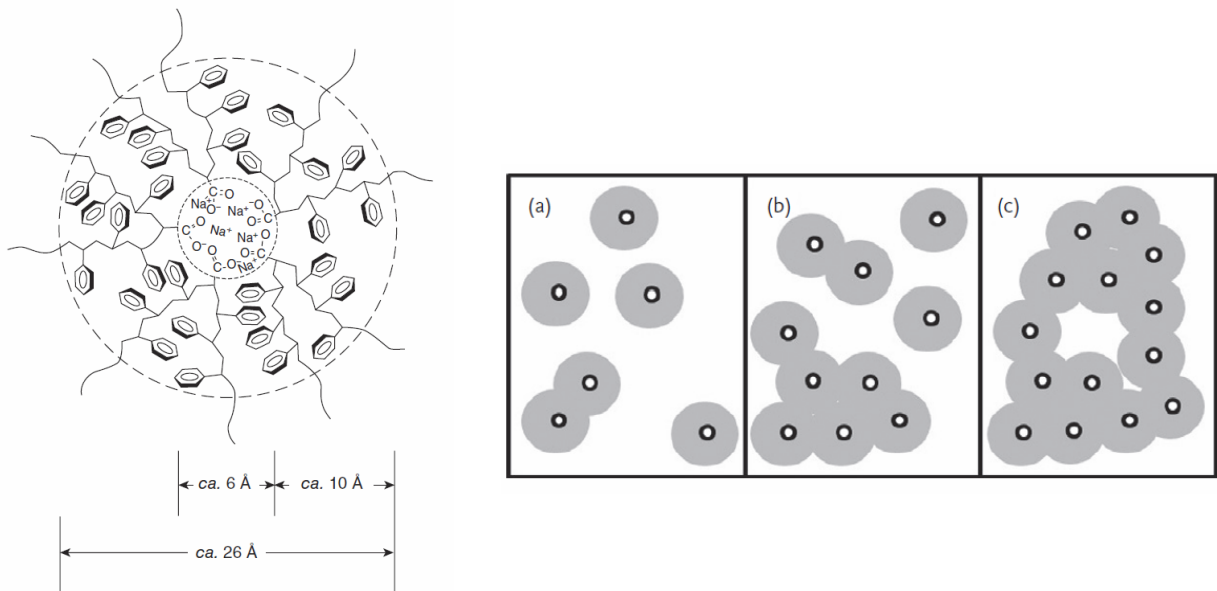 C=O
Na⁺ O⁻ Na⁺ ⁻O
O=C
C O Na⁺ Na⁺ O
O⁻ O O=C
C O⁻ Na⁺
ca. 6 Å ca. 10 Å
ca. 26 Å
(a) (b) (c)